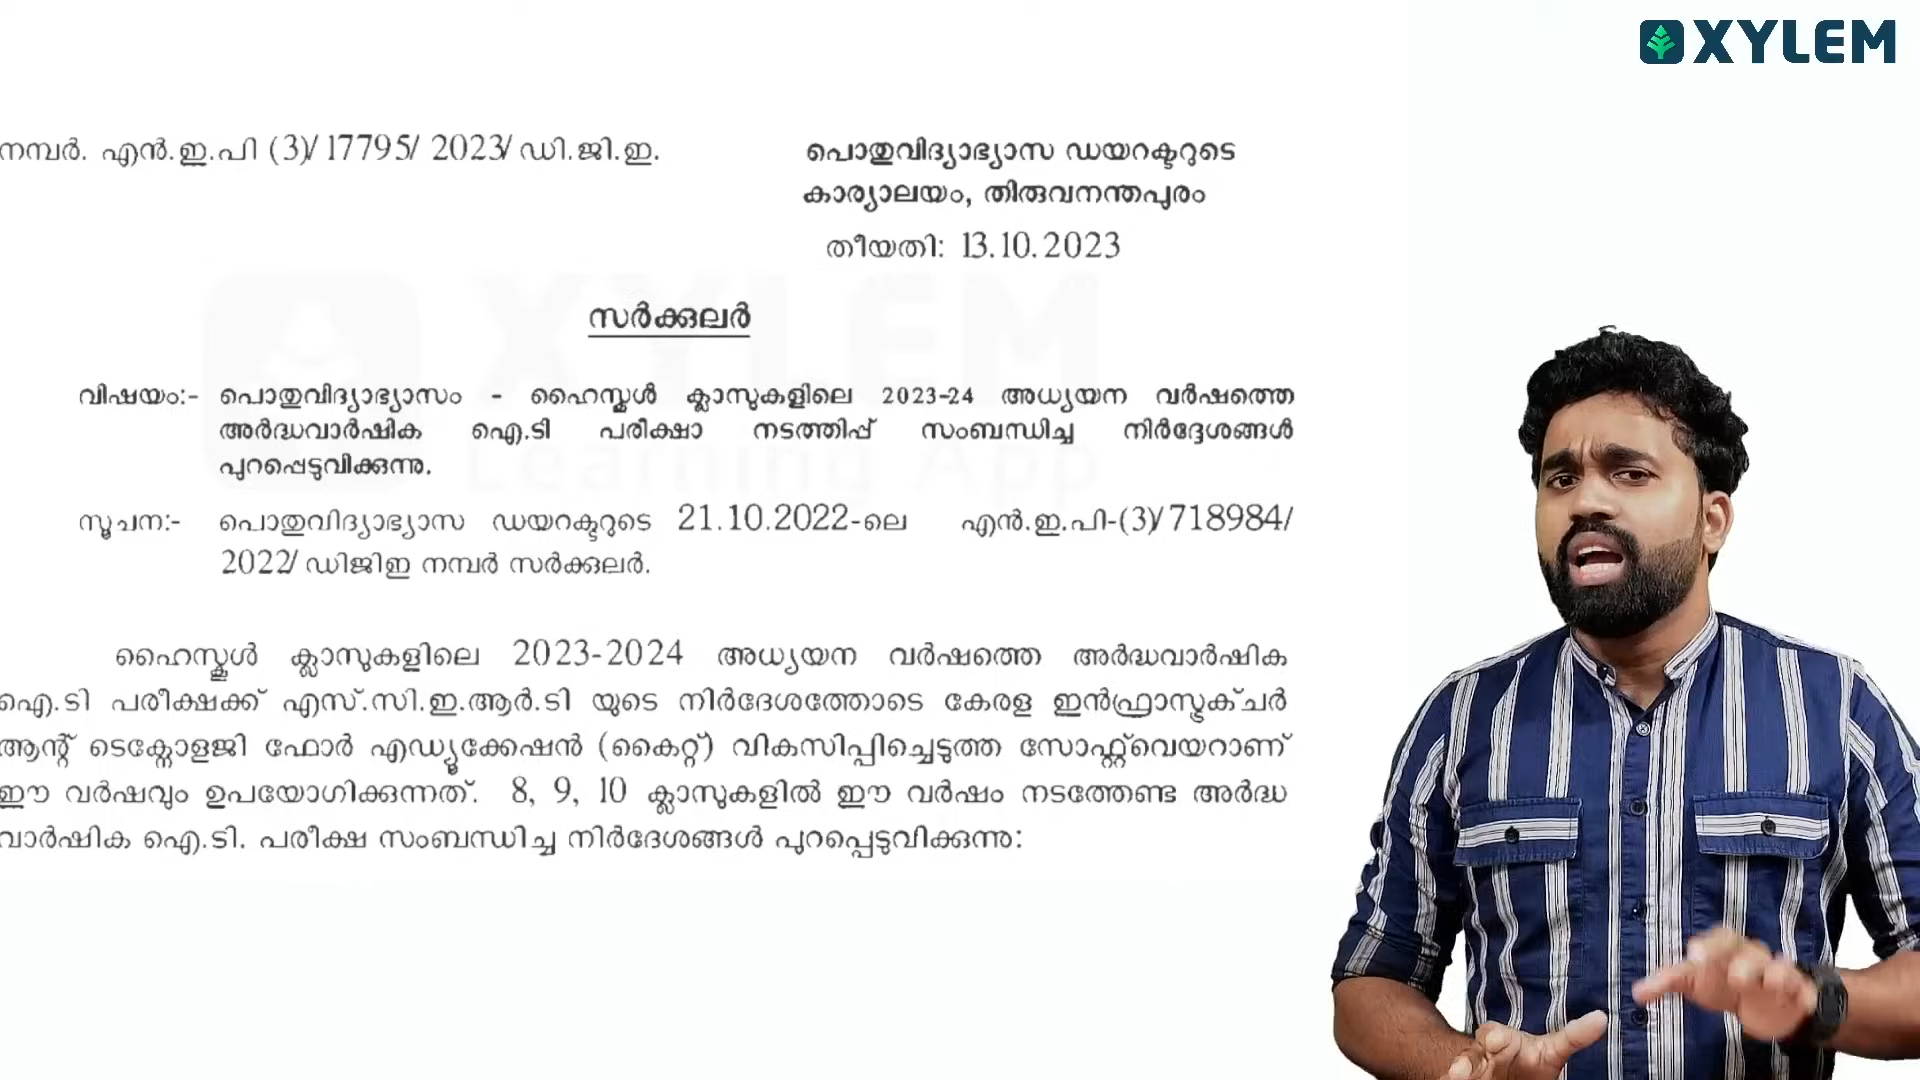 XYLEM
നമ്പർ. എൻ.ഇ.പി (3)/17795/2023/ഡി.ജി.ഇ.
പൊതുവിദ്യാഭ്യാസ ഡയറക്ടറുടെ
കാര്യാലയം, തിരുവനന്തപുരം
തീയതി: 13.10.2023
സർക്കുലർ
വിഷയം:- പൊതുവിദ്യാഭ്യാസം - ഹൈസ്കൂൾ ക്ലാസുകളിലെ 2023-24 അധ്യയന വർഷത്തെ
അർദ്ധവാർഷിക ഐ.ടി പരീക്ഷാ നടത്തിപ്പ് സംബന്ധിച്ച നിർദ്ദേശങ്ങൾ
പുറപ്പെടുവിക്കുന്നു.
സൂചന:- പൊതുവിദ്യാഭ്യാസ ഡയറക്ടറുടെ 21.10.2022-ലെ എൻ.ഇ.പി-(3)/718984/
2022/ഡിജിഇ നമ്പർ സർക്കുലർ.
ഹൈസ്കൂൾ ക്ലാസുകളിലെ 2023-2024 അധ്യയന വർഷത്തെ അർദ്ധവാർഷിക
ഐ.ടി പരീക്ഷക്ക് എസ്.സി.ഇ.ആർ.ടി യുടെ നിർദേശത്തോടെ കേരള ഇൻഫ്രാസ്ട്രക്ചർ
ആന്റ് ടെക്നോളജി ഫോർ എഡ്യൂക്കേഷൻ (കൈറ്റ്) വികസിപ്പിച്ചെടുത്ത സോഫ്റ്റ്‌വെയറാണ്
ഈ വർഷവും ഉപയോഗിക്കുന്നത്. 8, 9, 10 ക്ലാസുകളിൽ ഈ വർഷം നടത്തേണ്ട അർദ്ധ
വാർഷിക ഐ.ടി. പരീക്ഷ സംബന്ധിച്ച നിർദേശങ്ങൾ പുറപ്പെടുവിക്കുന്നു:
XYLEM
Learning App